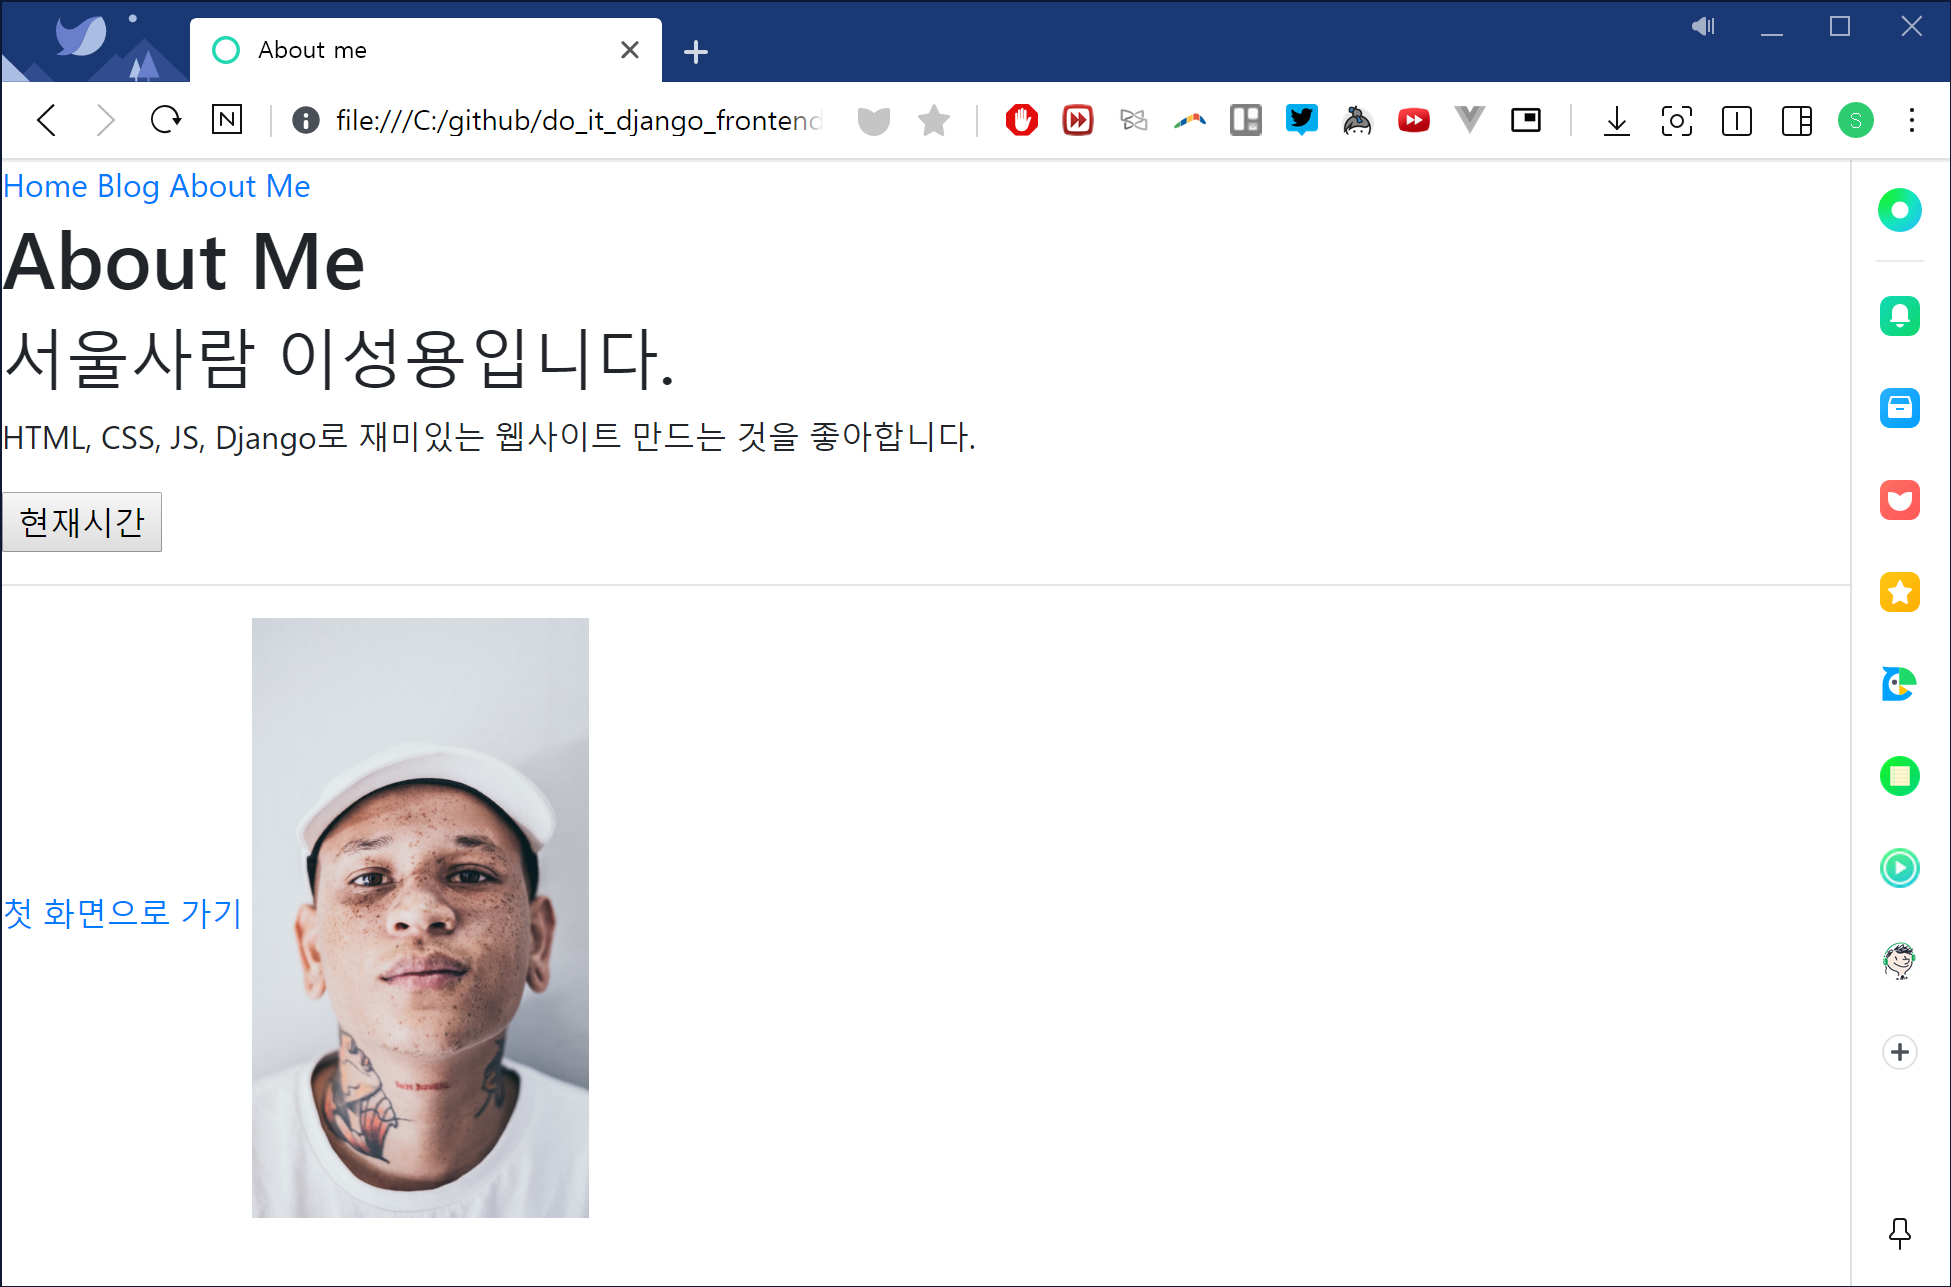 About me
N
file:///C:/github/do_it_django_frontend
S
Home Blog About Me
About Me
서울사람 이성용입니다.
HTML, CSS, JS, Django로 재미있는 웹사이트 만드는 것을 좋아합니다.
현재시간
첫 화면으로 가기